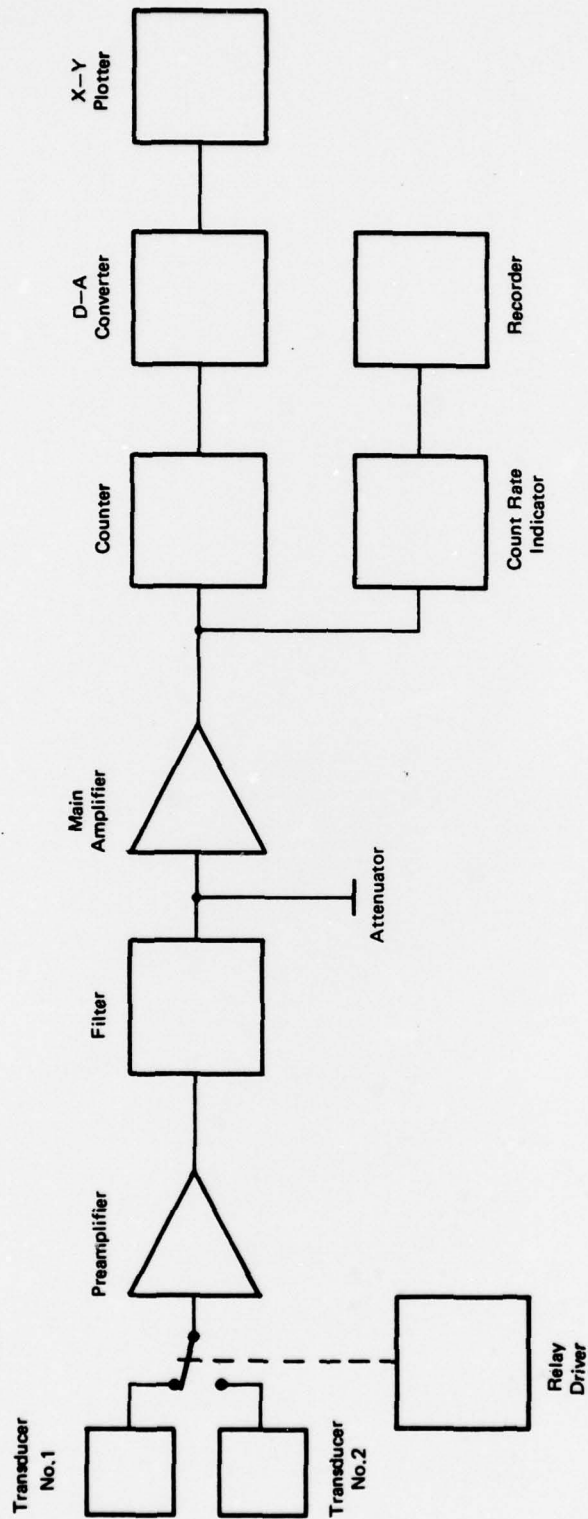 Transducer
No.1
Transducer
No.2
Relay
Driver
Preamplifier
Filter
Attenuator
Main
Amplifier
Counter
Count Rate
Indicator
D–A
Converter
Recorder
X–Y
Plotter